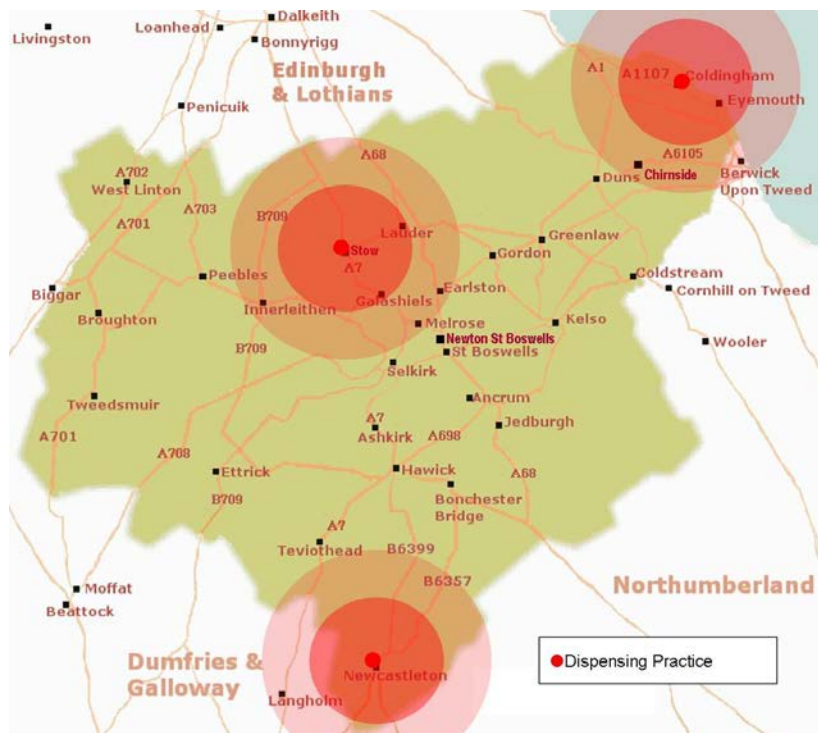 Dalkeith
Livingston
Loanhead
Bonnyrigg
Edinburgh
& Lothians
A1
A1107
Coldingham
Eyemouth
Penicuik
A68
A6105
A702
West Linton
Duns
Chirnside
Berwick
Upon Tweed
A701
A703
B709
Lauder
Stow
Greenlaw
Gordon
A7
Peebles
Coldstream
Biggar
Earlston
Cornhill on Tweed
Innerleithen
Galashiels
Broughton
Melrose
Kelso
Newton St Boswells
Wooler
B709
St Boswells
Selkirk
Tweedsmuir
Ancrum
A7
Jedburgh
A701
A708
Ashkirk
A698
Ettrick
Hawick
A68
B709
Bonchester
Bridge
A7
Teviothead
B6399
B6357
Moffat
Northumberland
Beattock
Dumfries &
Galloway
Dispensing Practice
Newcastleton
Langholm